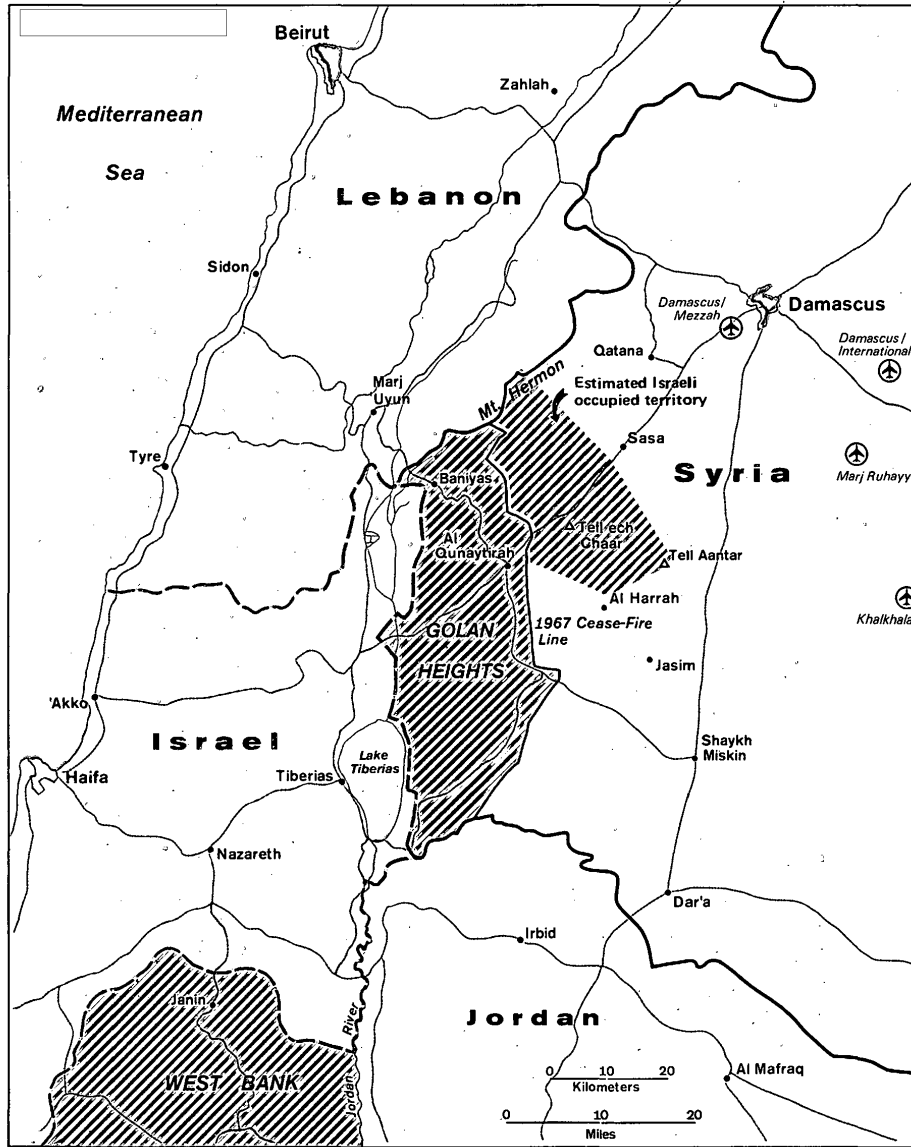 Beirut
Zahlah
Mediterranean
Sea
Lebanon
Sidon
Damascus/
Mezzah
Damascus
Damascus/
International
Qatana
Mt. Hermon
Estimated Israeli
occupied territory
Marj
Uyun
Sasa
Syria
Tyre
Baniyas
Marj Ruhayy
Tell ech
Chaar
Al
Qunaytirah
Tell Aantar
Al Harrah
Khalkhala
1967 Cease-Fire
Line
GOLAN
HEIGHTS
Jasim
'Akko
Israel
Lake
Tiberias
Shaykh
Miskin
Haifa
Tiberias
Nazareth
Dar'a
Irbid
Janin
Jordan River
Jordan
WEST BANK
Al Mafraq
0 10 20
Kilometers
0 10 20
Miles